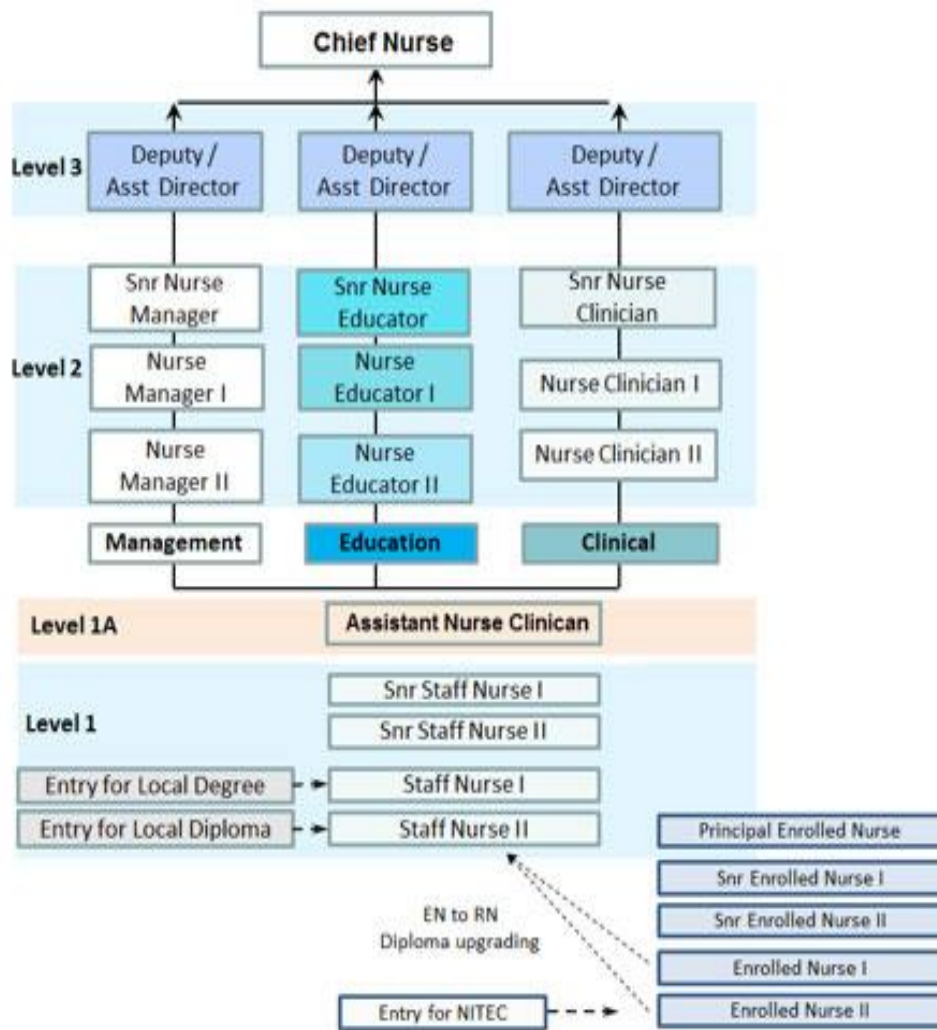 Chief Nurse
Level 3
Deputy /
Asst Director
Deputy /
Asst Director
Deputy /
Asst Director
Level 2
Snr Nurse
Manager
Snr Nurse
Educator
Snr Nurse
Clinician
Nurse
Manager I
Nurse
Educator I
Nurse Clinician I
Nurse
Manager II
Nurse
Educator II
Nurse Clinician II
Management
Education
Clinical
Level 1A
Assistant Nurse Clinican
Level 1
Snr Staff Nurse I
Snr Staff Nurse II
Entry for Local Degree
Staff Nurse I
Entry for Local Diploma
Staff Nurse II
Principal Enrolled Nurse
Snr Enrolled Nurse I
Snr Enrolled Nurse II
Enrolled Nurse I
Enrolled Nurse II
EN to RN
Diploma upgrading
Entry for NITEC